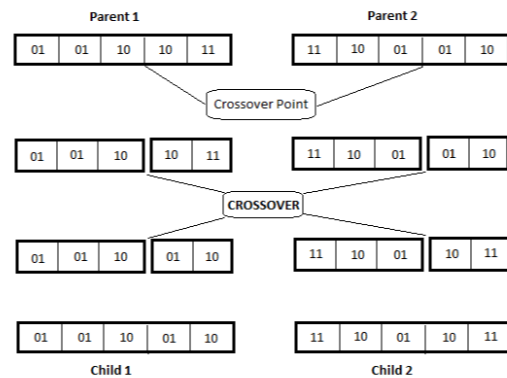 Parent 1 Parent 2
01 01 10 10 11 11 10 01 01 10
Crossover Point
01 01 10 10 11 11 10 01 01 10
CROSSOVER
01 01 10 01 10 11 10 01 10 11
01 01 10 01 10 11 10 01 10 11
Child 1 Child 2